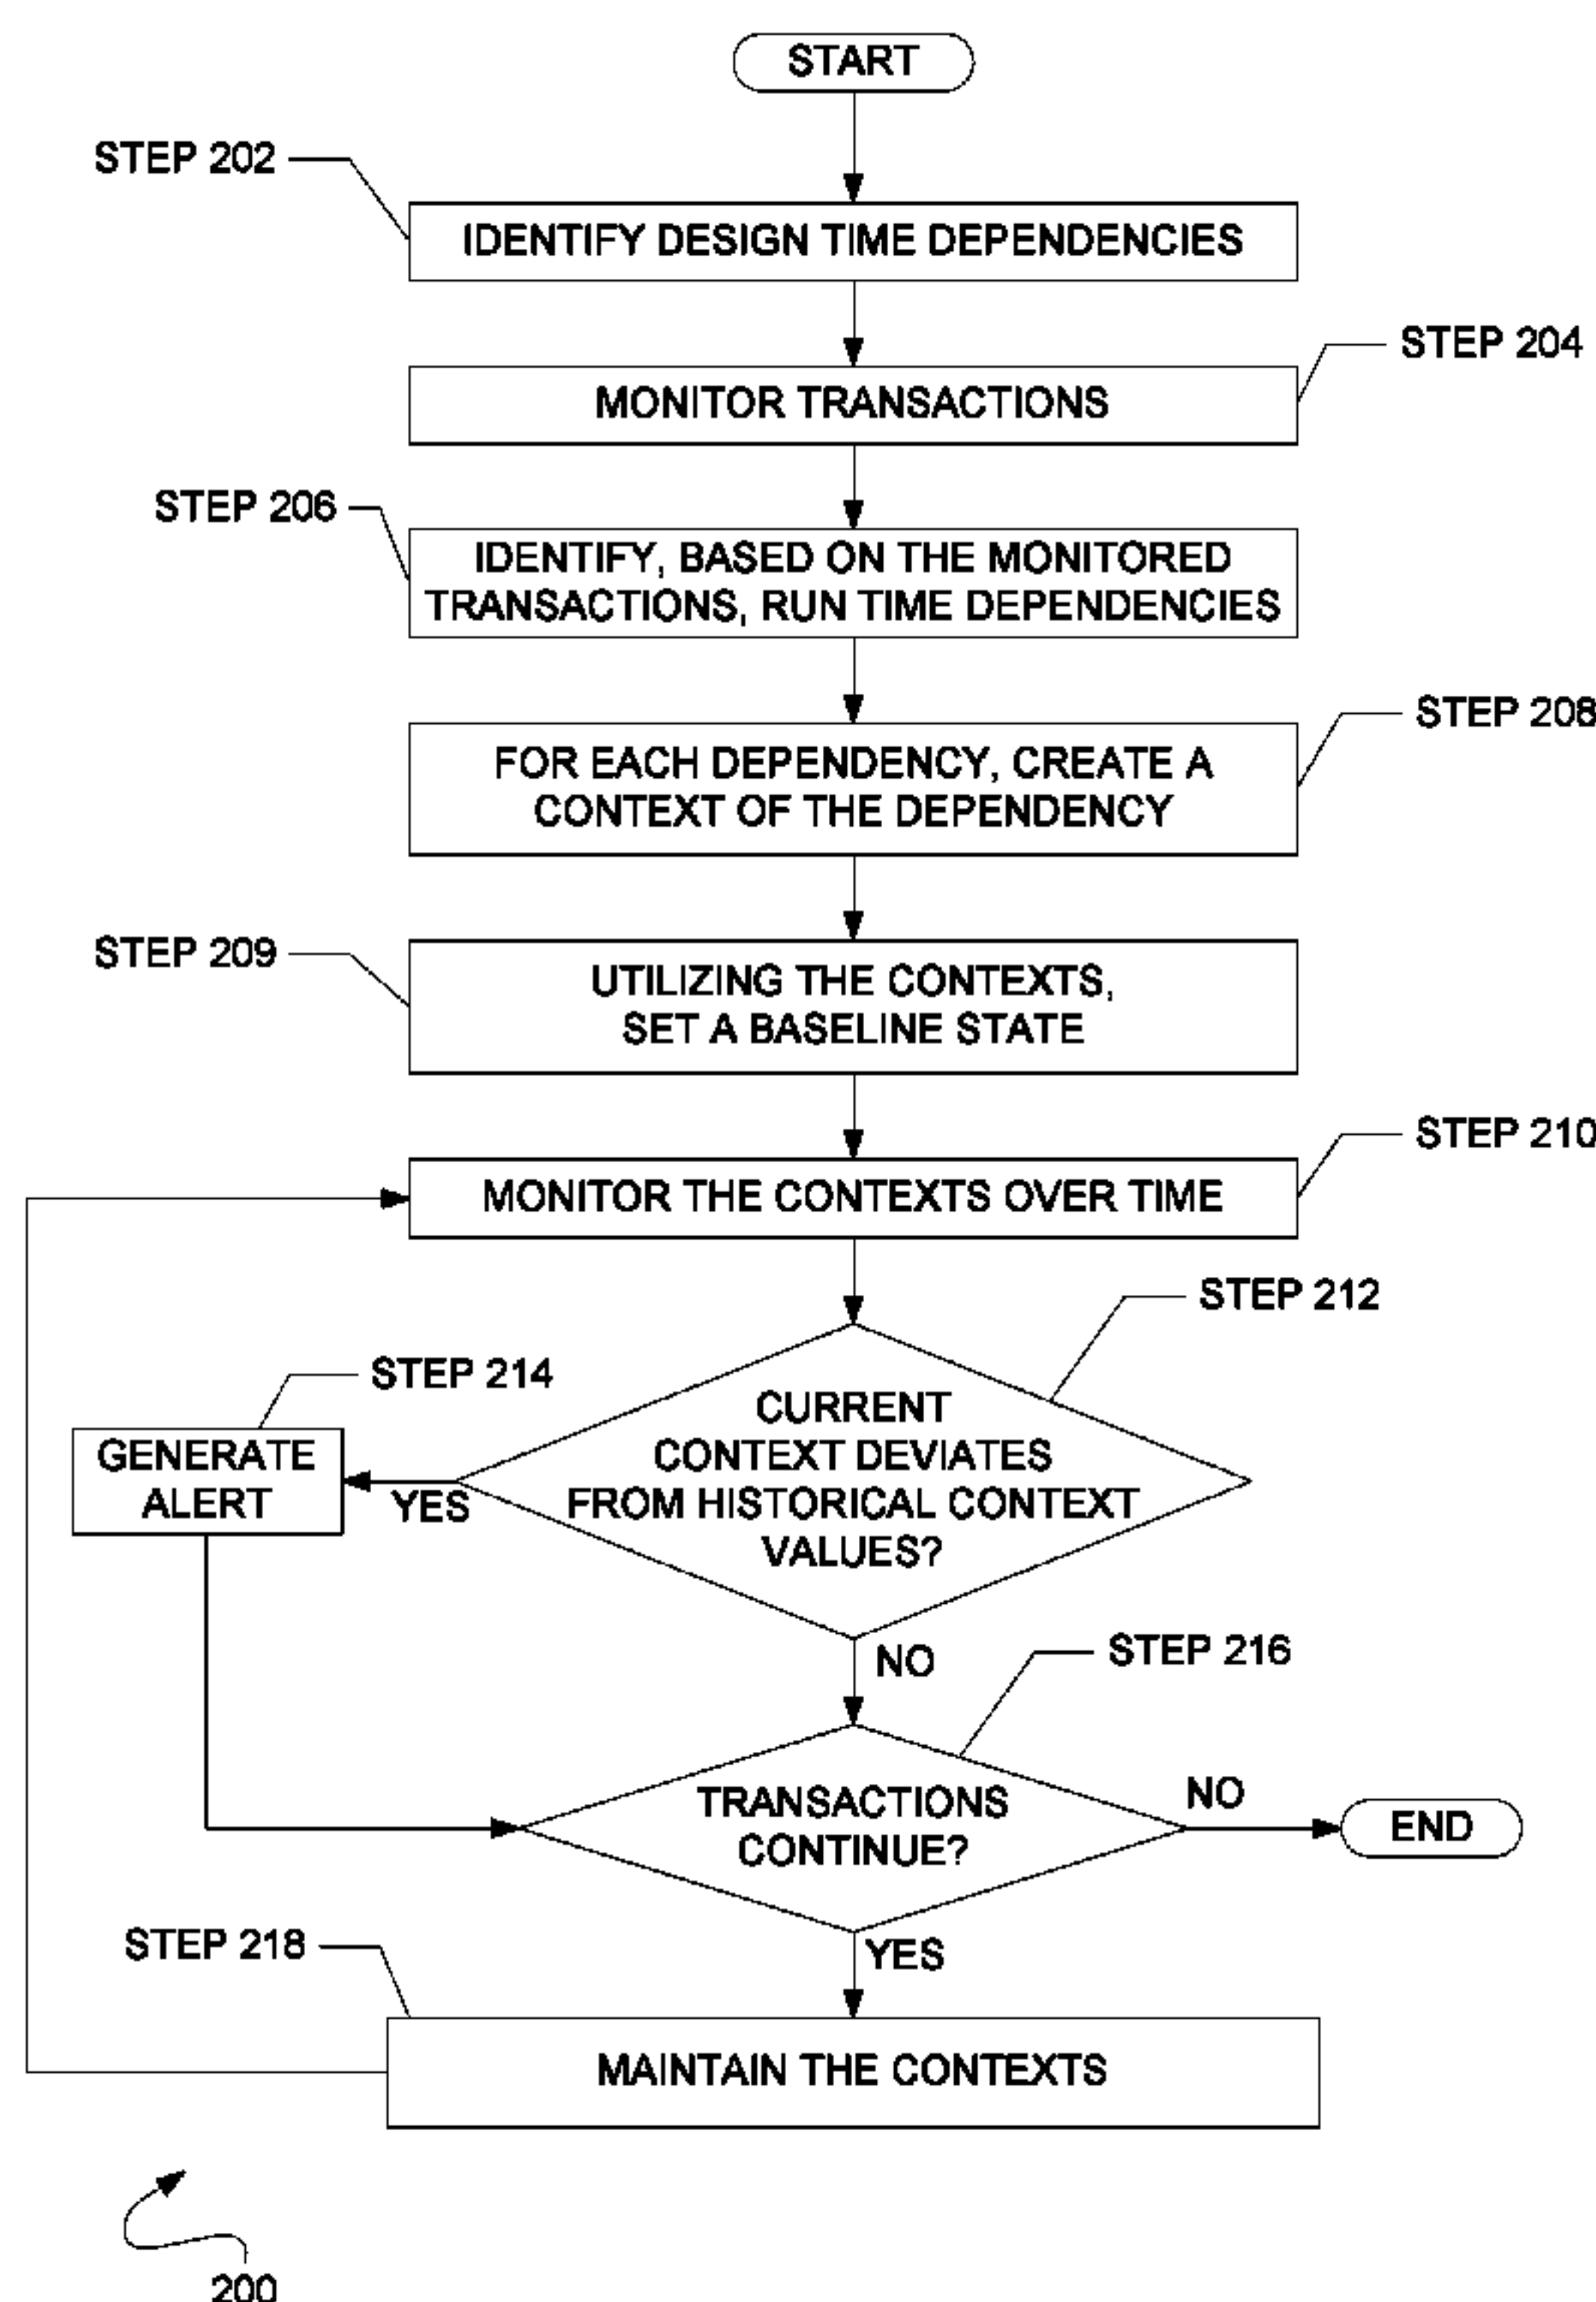 START
STEP 202
IDENTIFY DESIGN TIME DEPENDENCIES
STEP 204
MONITOR TRANSACTIONS
STEP 206
IDENTIFY, BASED ON THE MONITORED
TRANSACTIONS, RUN TIME DEPENDENCIES
STEP 208
FOR EACH DEPENDENCY, CREATE A
CONTEXT OF THE DEPENDENCY
STEP 209
UTILIZING THE CONTEXTS,
SET A BASELINE STATE
STEP 210
MONITOR THE CONTEXTS OVER TIME
STEP 212
CURRENT
CONTEXT DEVIATES
FROM HISTORICAL CONTEXT
VALUES?
STEP 214
GENERATE
ALERT
YES
NO
STEP 216
TRANSACTIONS
CONTINUE?
NO
END
YES
STEP 218
MAINTAIN THE CONTEXTS
200